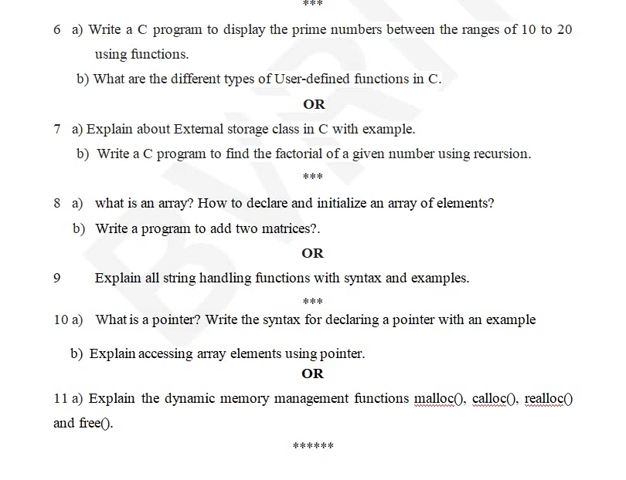 ***
6 a) Write a C program to display the prime numbers between the ranges of 10 to 20
using functions.
b) What are the different types of User-defined functions in C.
OR
7 a) Explain about External storage class in C with example.
b) Write a C program to find the factorial of a given number using recursion.
***
8 a) what is an array? How to declare and initialize an array of elements?
b) Write a program to add two matrices?.
OR
9 Explain all string handling functions with syntax and examples.
***
10 a) What is a pointer? Write the syntax for declaring a pointer with an example
b) Explain accessing array elements using pointer.
OR
11 a) Explain the dynamic memory management functions malloc(), calloc(), realloc()
and free().
******